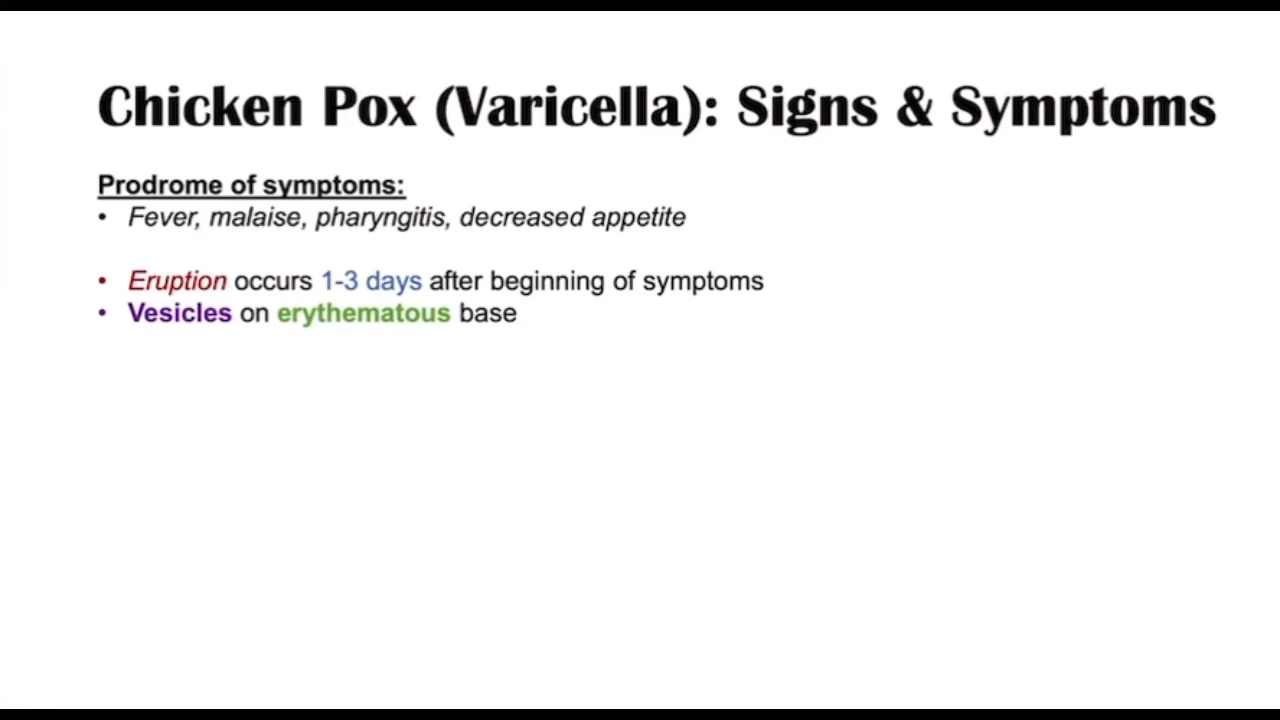 Chicken Pox (Varicella): Signs & Symptoms
Prodrome of symptoms:
• Fever, malaise, pharyngitis, decreased appetite
• Eruption occurs 1-3 days after beginning of symptoms
• Vesicles on erythematous base